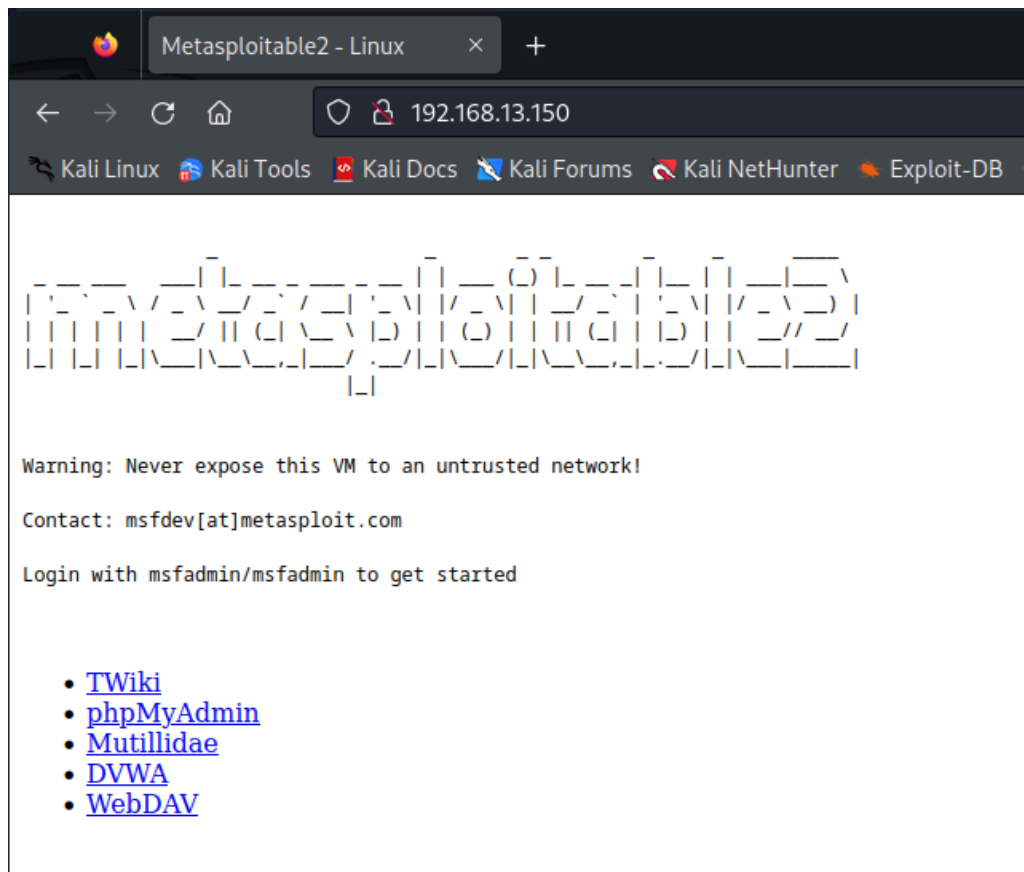 Metasploitable2 - Linux
192.168.13.150
Kali Linux Kali Tools Kali Docs Kali Forums Kali NetHunter Exploit-DB
metasploitable2
Warning: Never expose this VM to an untrusted network!
Contact: msfdev[at]metasploit.com
Login with msfadmin/msfadmin to get started
TWiki
phpMyAdmin
Mutillidae
DVWA
WebDAV